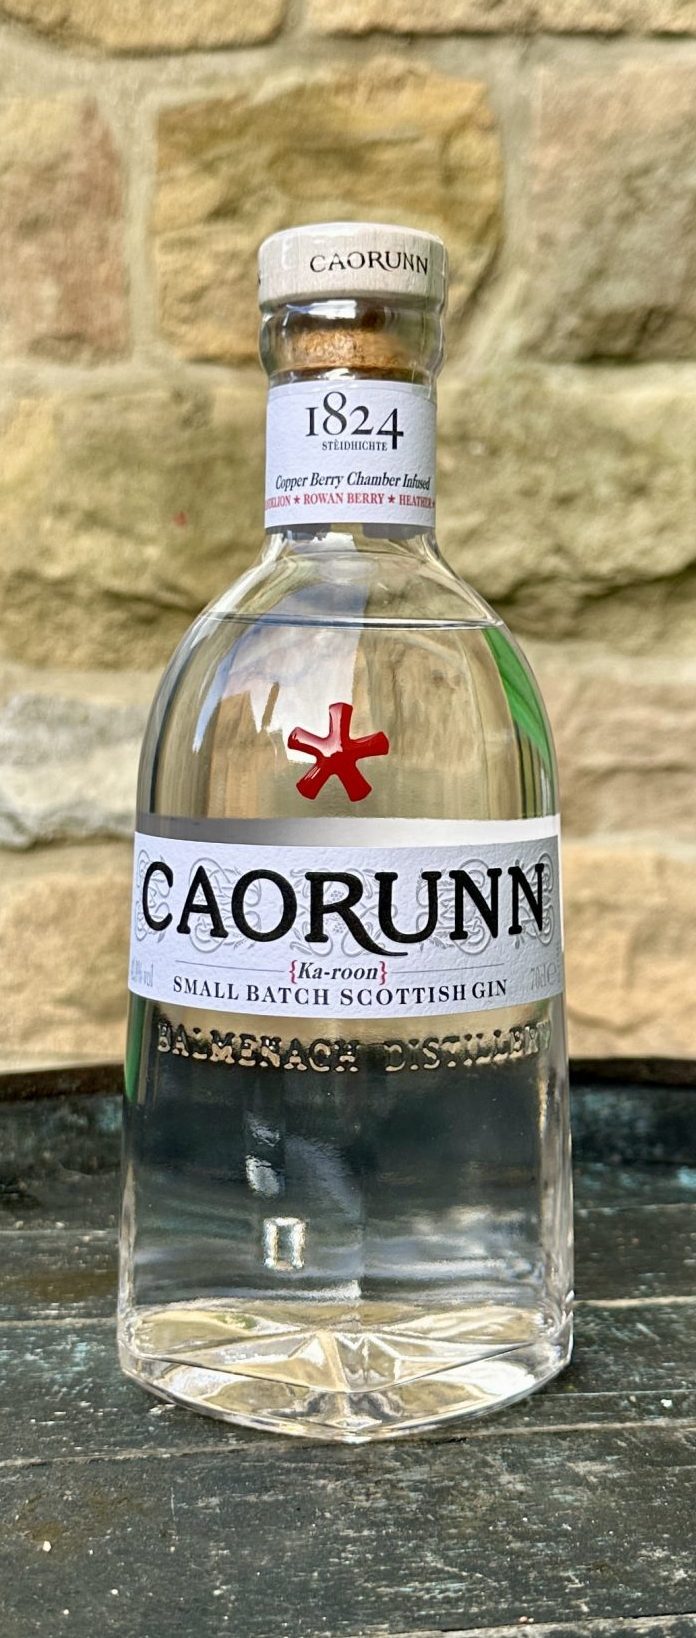 CAORUNN
1824
STÈIDHICHTE
Copper Berry Chamber Infused
★ ROWAN BERRY ★ HEATHER ★
CAORUNN
{Ka-roon}
70cl
SMALL BATCH SCOTTISH GIN
BALMENACH DISTILLERY